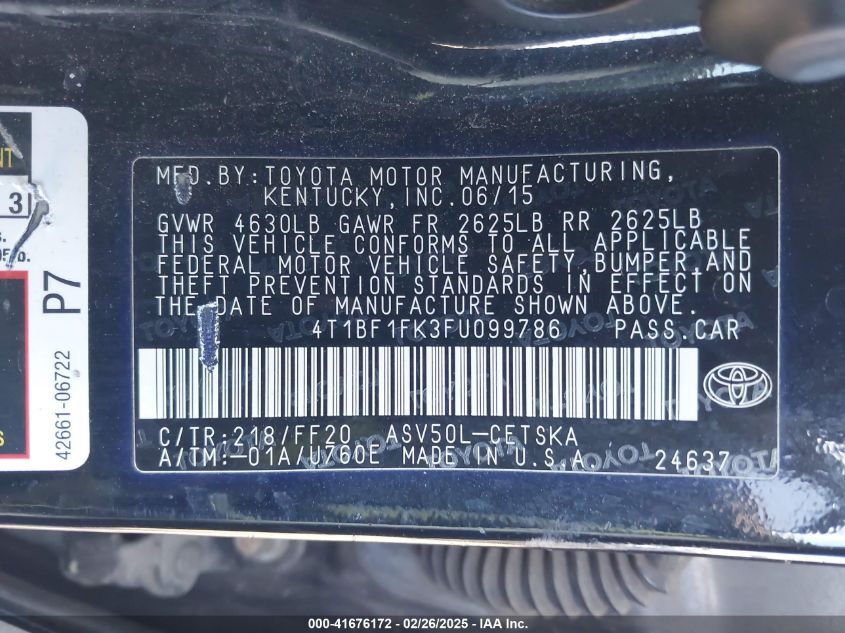 MFD.BY:TOYOTA MOTOR MANUFACTURING,
KENTUCKY,INC.06/15
GVWR 4630LB GAWR FR 2625LB RR 2625LB
THIS VEHICLE CONFORMS TO ALL APPLICABLE
FEDERAL MOTOR VEHICLE SAFETY,BUMPER,AND
THEFT PREVENTION STANDARDS IN EFFECT ON
THE DATE OF MANUFACTURE SHOWN ABOVE.
4T1BF1FK3FU099786 PASS CAR
C/TR:218/FF20 ASV50L-CETSKA
A/TM:-01A/U760E MADE IN U.S.A. 24637
3
P7
42661-06722
000-41676172 - 02/26/2025 - © IAA Holdings, LLC.